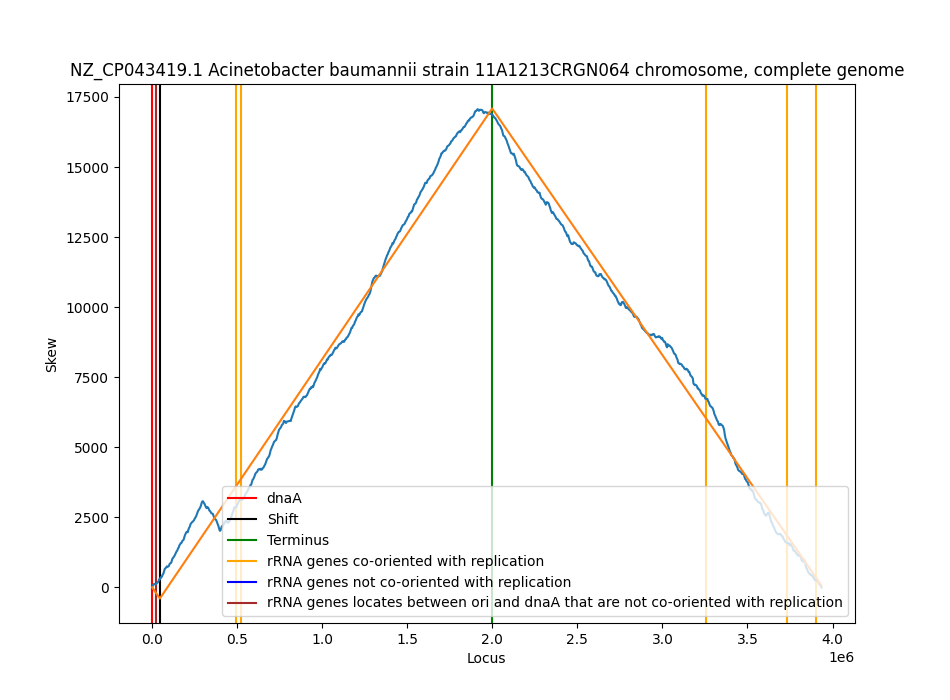 NZ_CP043419.1 Acinetobacter baumannii strain 11A1213CRGN064 chromosome, complete genome
17500
15000
12500
10000
7500
5000
2500
0
Skew
dnaA
Shift
Terminus
rRNA genes co-oriented with replication
rRNA genes not co-oriented with replication
rRNA genes locates between ori and dnaA that are not co-oriented with replication
0.0 0.5 1.0 1.5 2.0 2.5 3.0 3.5 4.0
Locus
1e6